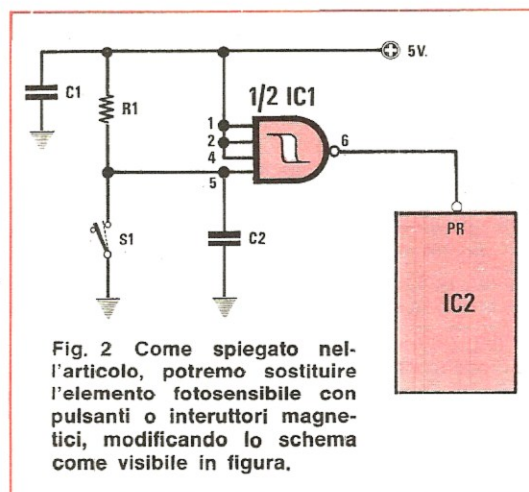 5V.
C1
R1
1/2 IC1
1
2
4
5
6
S1
C2
PR
IC2
Fig. 2 Come spiegato nel-
l'articolo, potremo sostituire
l'elemento fotosensibile con
pulsanti o interuttori magne-
tici, modificando lo schema
come visibile in figura.